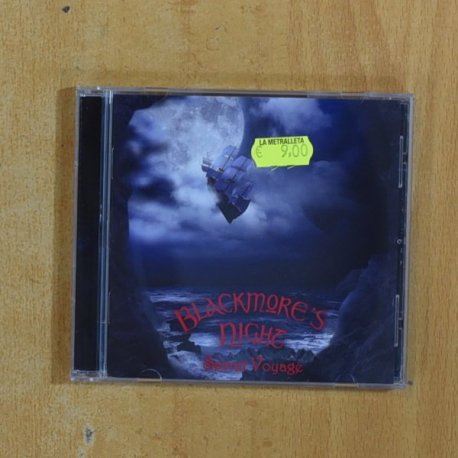 LA METRALLETA
€ 9.00
BLACKMORE'S
NIGHT
Secret Voyage